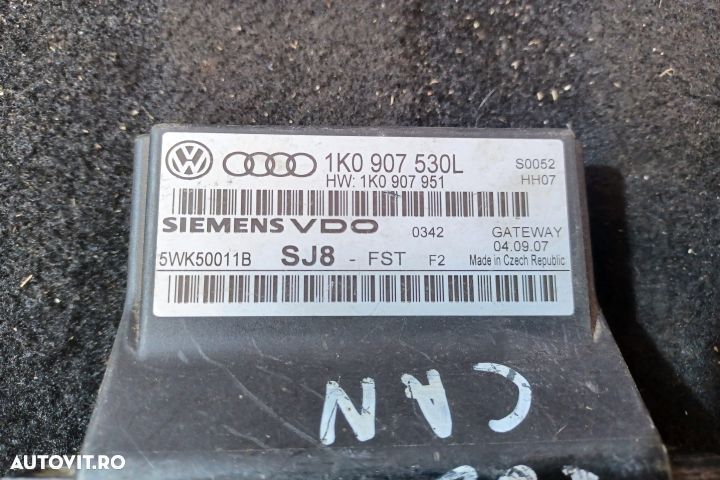 1K0 907 530L S0052
HW: 1K0 907 951 HH07
SIEMENS VDO 0342 GATEWAY
04.09.07
5WK50011B SJ8 - FST F2 Made in Czech Republic
CAN
AUTOVIT.RO